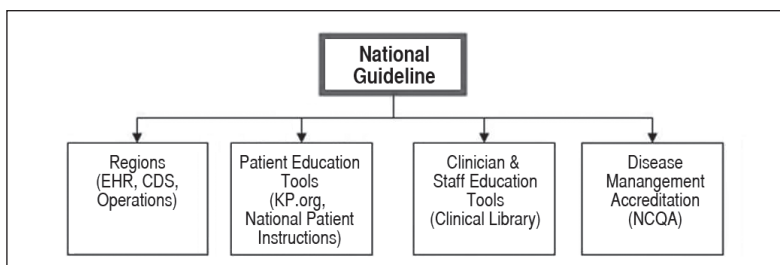 National
Guideline
Regions
(EHR, CDS,
Operations)
Patient Education
Tools
(KP.org,
National Patient
Instructions)
Clinician &
Staff Education
Tools
(Clinical Library)
Disease
Manangement
Accreditation
(NCQA)